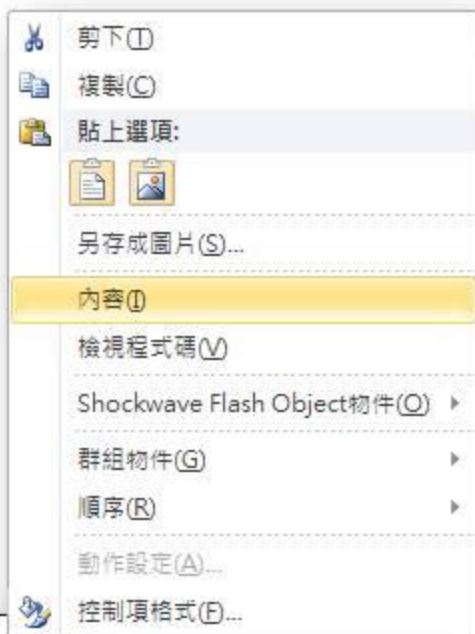 剪下(T)
複製(C)
貼上選項:
另存成圖片(S)...
內容(I)
檢視程式碼(V)
Shockwave Flash Object物件(O)
群組物件(G)
順序(R)
動作設定(A)...
控制項格式(F)...